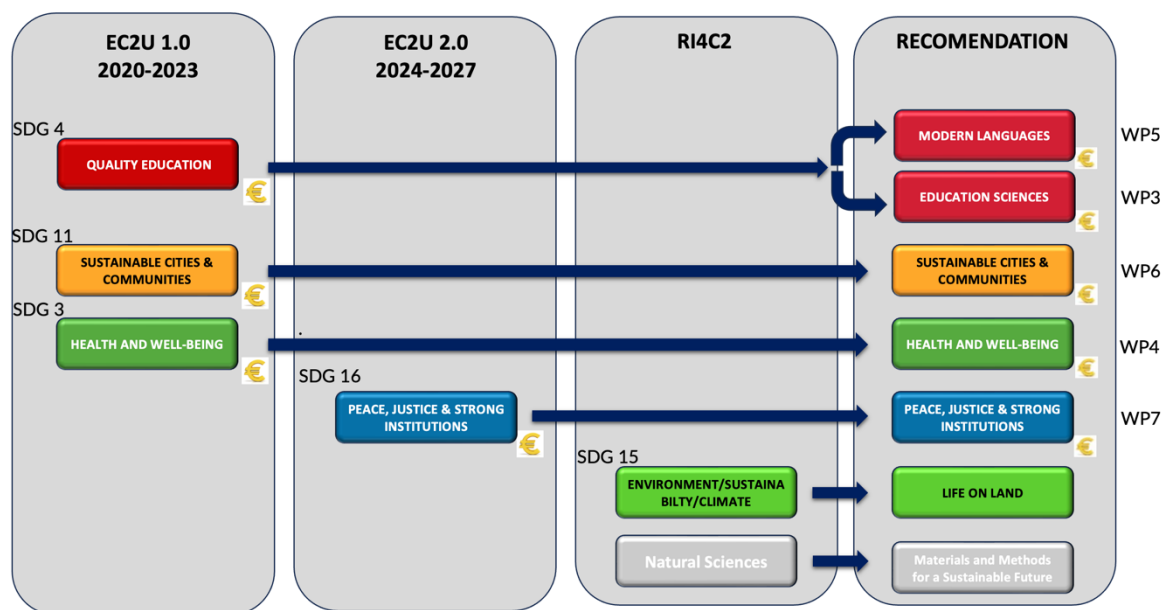 EC2U 1.0
2020-2023
EC2U 2.0
2024-2027
RI4C2
RECOMENDATION
SDG 4
QUALITY EDUCATION
€
MODERN LANGUAGES
€
WP5
EDUCATION SCIENCES
€
WP3
SDG 11
SUSTAINABLE CITIES &
COMMUNITIES
€
SUSTAINABLE CITIES &
COMMUNITIES
€
WP6
SDG 3
HEALTH AND WELL-BEING
€
.
HEALTH AND WELL-BEING
€
WP4
SDG 16
PEACE, JUSTICE & STRONG
INSTITUTIONS
€
PEACE, JUSTICE & STRONG
INSTITUTIONS
€
WP7
SDG 15
ENVIRONMENT/SUSTAINA
BILTY/CLIMATE
LIFE ON LAND
Natural Sciences
Materials and Methods
for a Sustainable Future